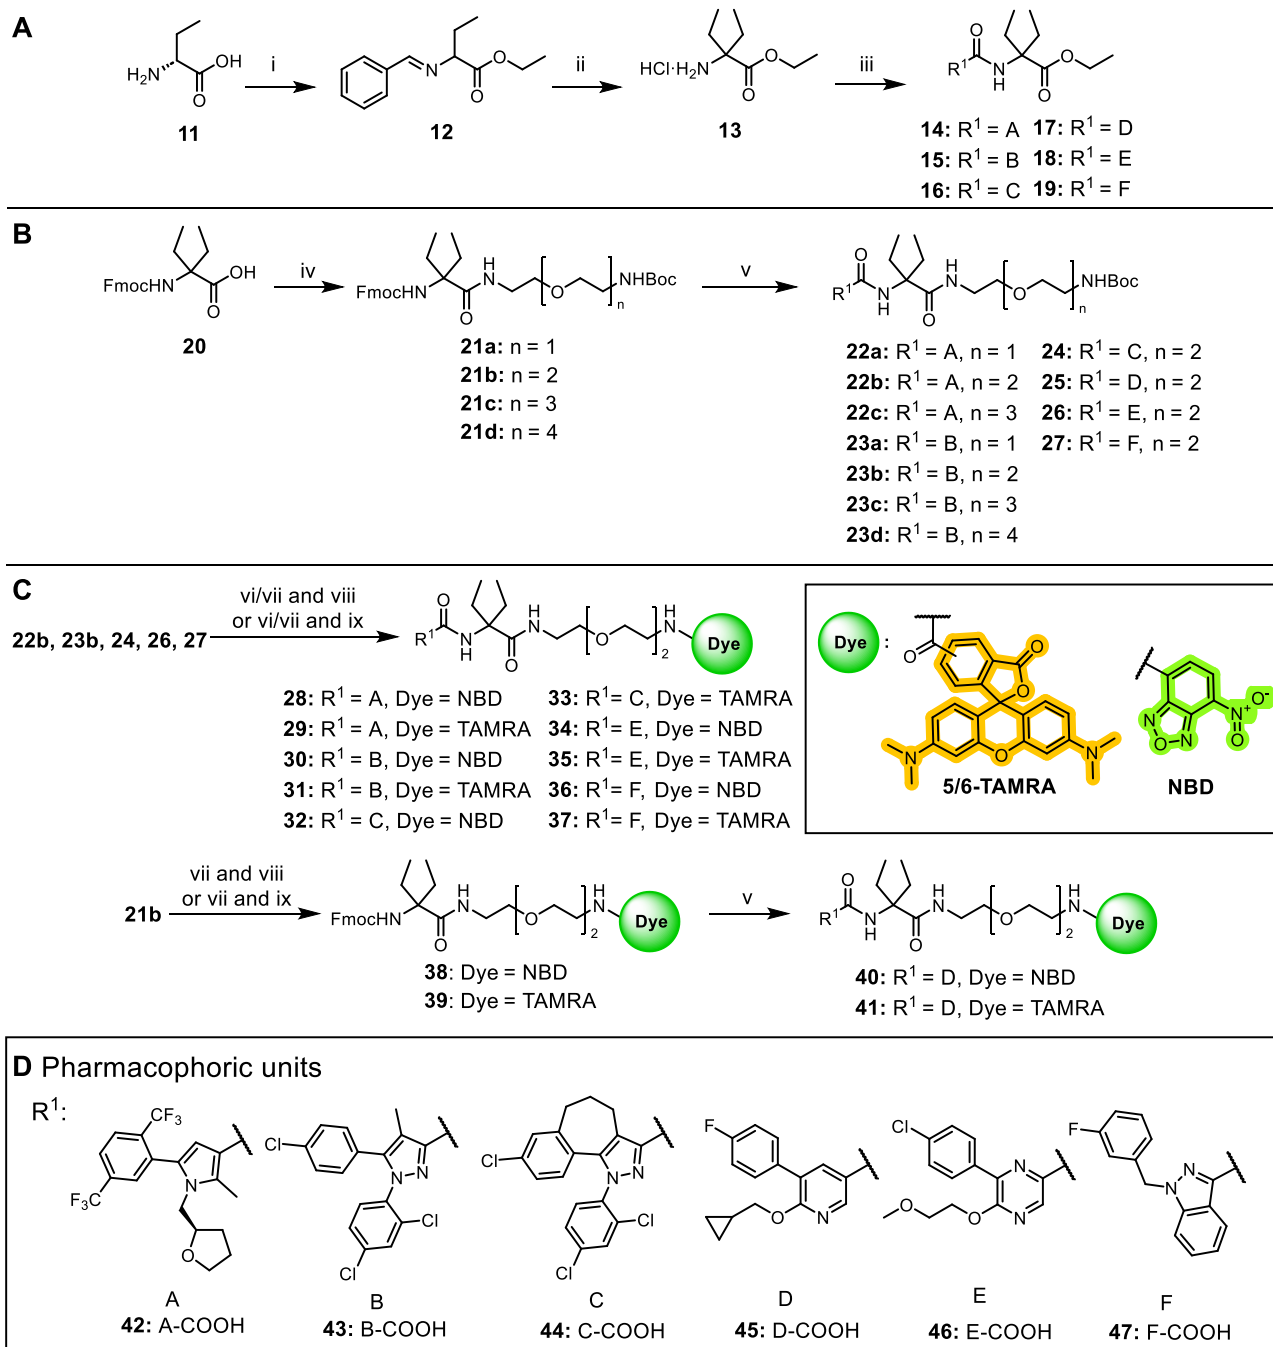 A
H₂N
OH
O
11
i
N
O
O
12
ii
HCl·H₂N
O
O
13
iii
O
R¹
N
H
O
O
14: R¹ = A 17: R¹ = D
15: R¹ = B 18: R¹ = E
16: R¹ = C 19: R¹ = F
B
FmocHN
OH
O
20
iv
FmocHN
H
N
O
O
NHBoc
n
21a: n = 1
21b: n = 2
21c: n = 3
21d: n = 4
v
O
R¹
N
H
H
N
O
O
NHBoc
n
22a: R¹ = A, n = 1 24: R¹ = C, n = 2
22b: R¹ = A, n = 2 25: R¹ = D, n = 2
22c: R¹ = A, n = 3 26: R¹ = E, n = 2
23a: R¹ = B, n = 1 27: R¹ = F, n = 2
23b: R¹ = B, n = 2
23c: R¹ = B, n = 3
23d: R¹ = B, n = 4
C
22b, 23b, 24, 26, 27
vi/vii and viii
or vi/vii and ix
O
R¹
N
H
H
N
O
O
2
H
N
Dye
28: R¹ = A, Dye = NBD 33: R¹ = C, Dye = TAMRA
29: R¹ = A, Dye = TAMRA 34: R¹ = E, Dye = NBD
30: R¹ = B, Dye = NBD 35: R¹ = E, Dye = TAMRA
31: R¹ = B, Dye = TAMRA 36: R¹ = F, Dye = NBD
32: R¹ = C, Dye = NBD 37: R¹ = F, Dye = TAMRA
Dye :
O
O
O
N
O
N
5/6-TAMRA
N
O
N
N⁺
O⁻
O
NBD
21b
vii and viii
or vii and ix
FmocHN
H
N
O
O
2
H
N
Dye
38: Dye = NBD
39: Dye = TAMRA
v
O
R¹
N
H
H
N
O
O
2
H
N
Dye
40: R¹ = D, Dye = NBD
41: R¹ = D, Dye = TAMRA
D Pharmacophoric units
R¹:
CF₃
F₃C
N
O
A
42: A-COOH
Cl
N
N
Cl
Cl
B
43: B-COOH
Cl
N
N
Cl
Cl
C
44: C-COOH
F
O
N
D
45: D-COOH
Cl
N
N
O
O
E
46: E-COOH
F
N
N
F
47: F-COOH